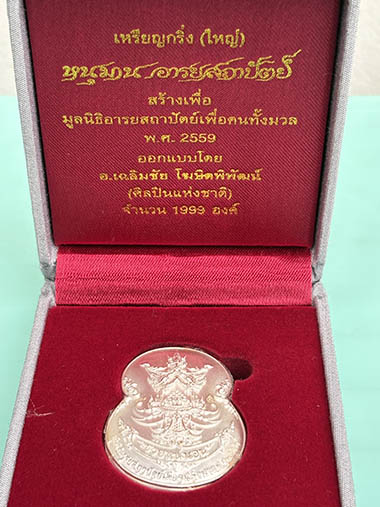 เหรียญกริ่ง (ใหญ่)
หนุมาน อารยสถาปัตย์
สร้างเพื่อ
มูลนิธิอารยสถาปัตย์เพื่อคนทั้งมวล
พ.ศ. 2559
ออกแบบโดย
อ.เฉลิมชัย โฆษิตพิพัฒน์
(ศิลปินแห่งชาติ)
จำนวน 1999 องค์